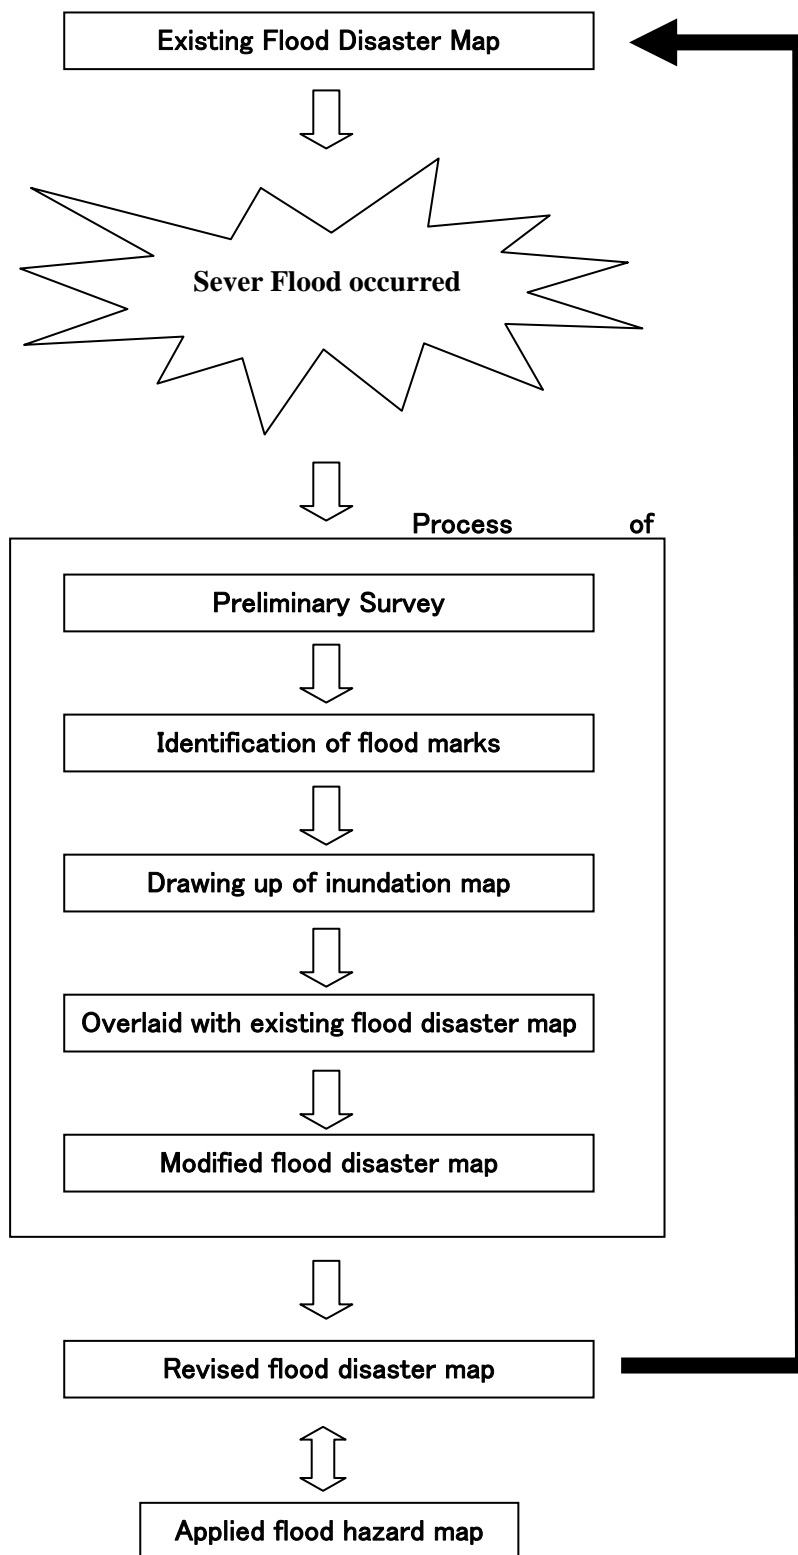 Existing Flood Disaster Map
Sever Flood occurred
Process of
Preliminary Survey
Identification of flood marks
Drawing up of inundation map
Overlaid with existing flood disaster map
Modified flood disaster map
Revised flood disaster map
Applied flood hazard map